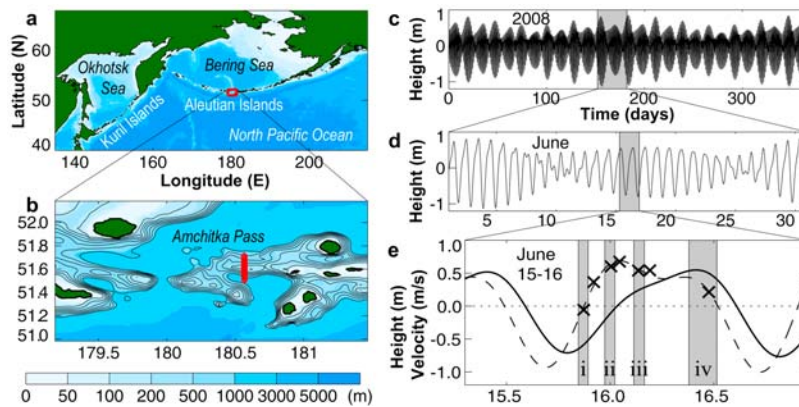 a
Latitude (N)
60
50
40
Okhotsk
Sea
Bering Sea
Kuril Islands
Aleutian Islands
North Pacific Ocean
140 160 180 200
Longitude (E)
b
52.0
51.8
51.6
51.4
51.2
51.0
Amchitka Pass
179.5 180 180.5 181
0 50 100 200 500 1000 3000 5000 (m)
c
Height (m)
1
0
-1
2008
0 100 200 300
Time (days)
d
Height (m)
1
0
-1
June
5 10 15 20 25 30
e
Height (m)
Velocity (m/s)
1.0
0.5
0.0
0.5
-1.0
June
15-16
i ii iii iv
15.5 16.0 16.5